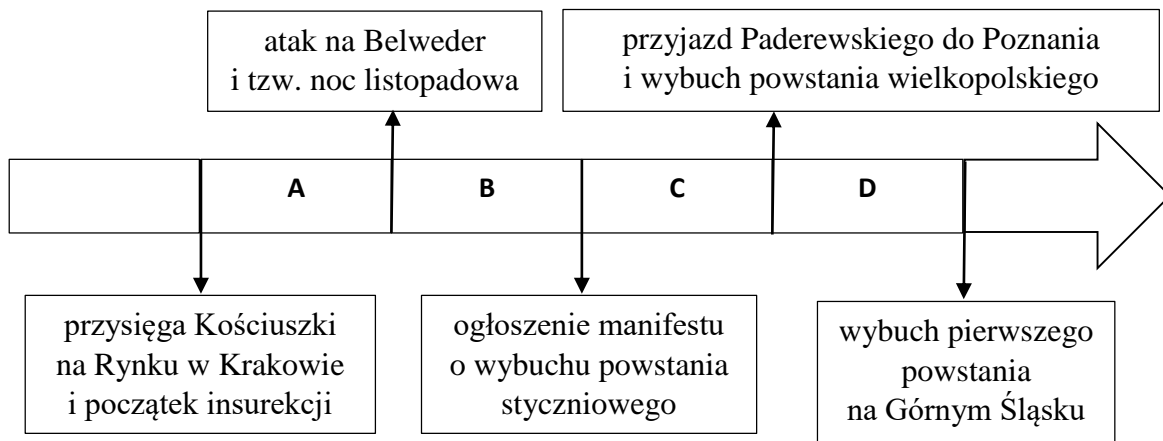 atak na Belweder
i tzw. noc listopadowa
przyjazd Paderewskiego do Poznania
i wybuch powstania wielkopolskiego
A
B
C
D
przysięga Kościuszki
na Rynku w Krakowie
i początek insurekcji
ogłoszenie manifestu
o wybuchu powstania
styczniowego
wybuch pierwszego
powstania
na Górnym Śląsku